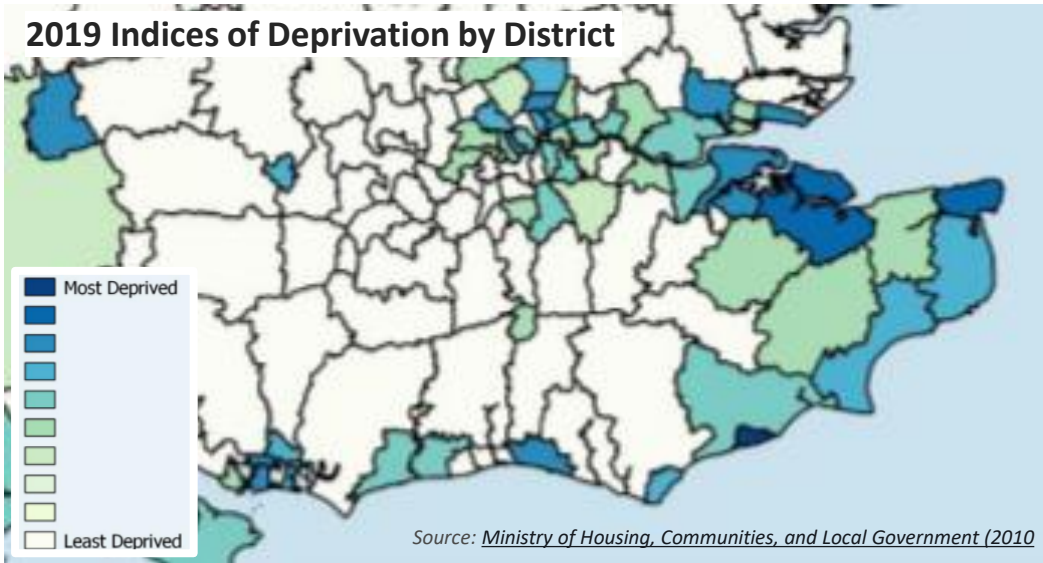 2019 Indices of Deprivation by District
Most Deprived
Least Deprived
Source: Ministry of Housing, Communities, and Local Government (2010